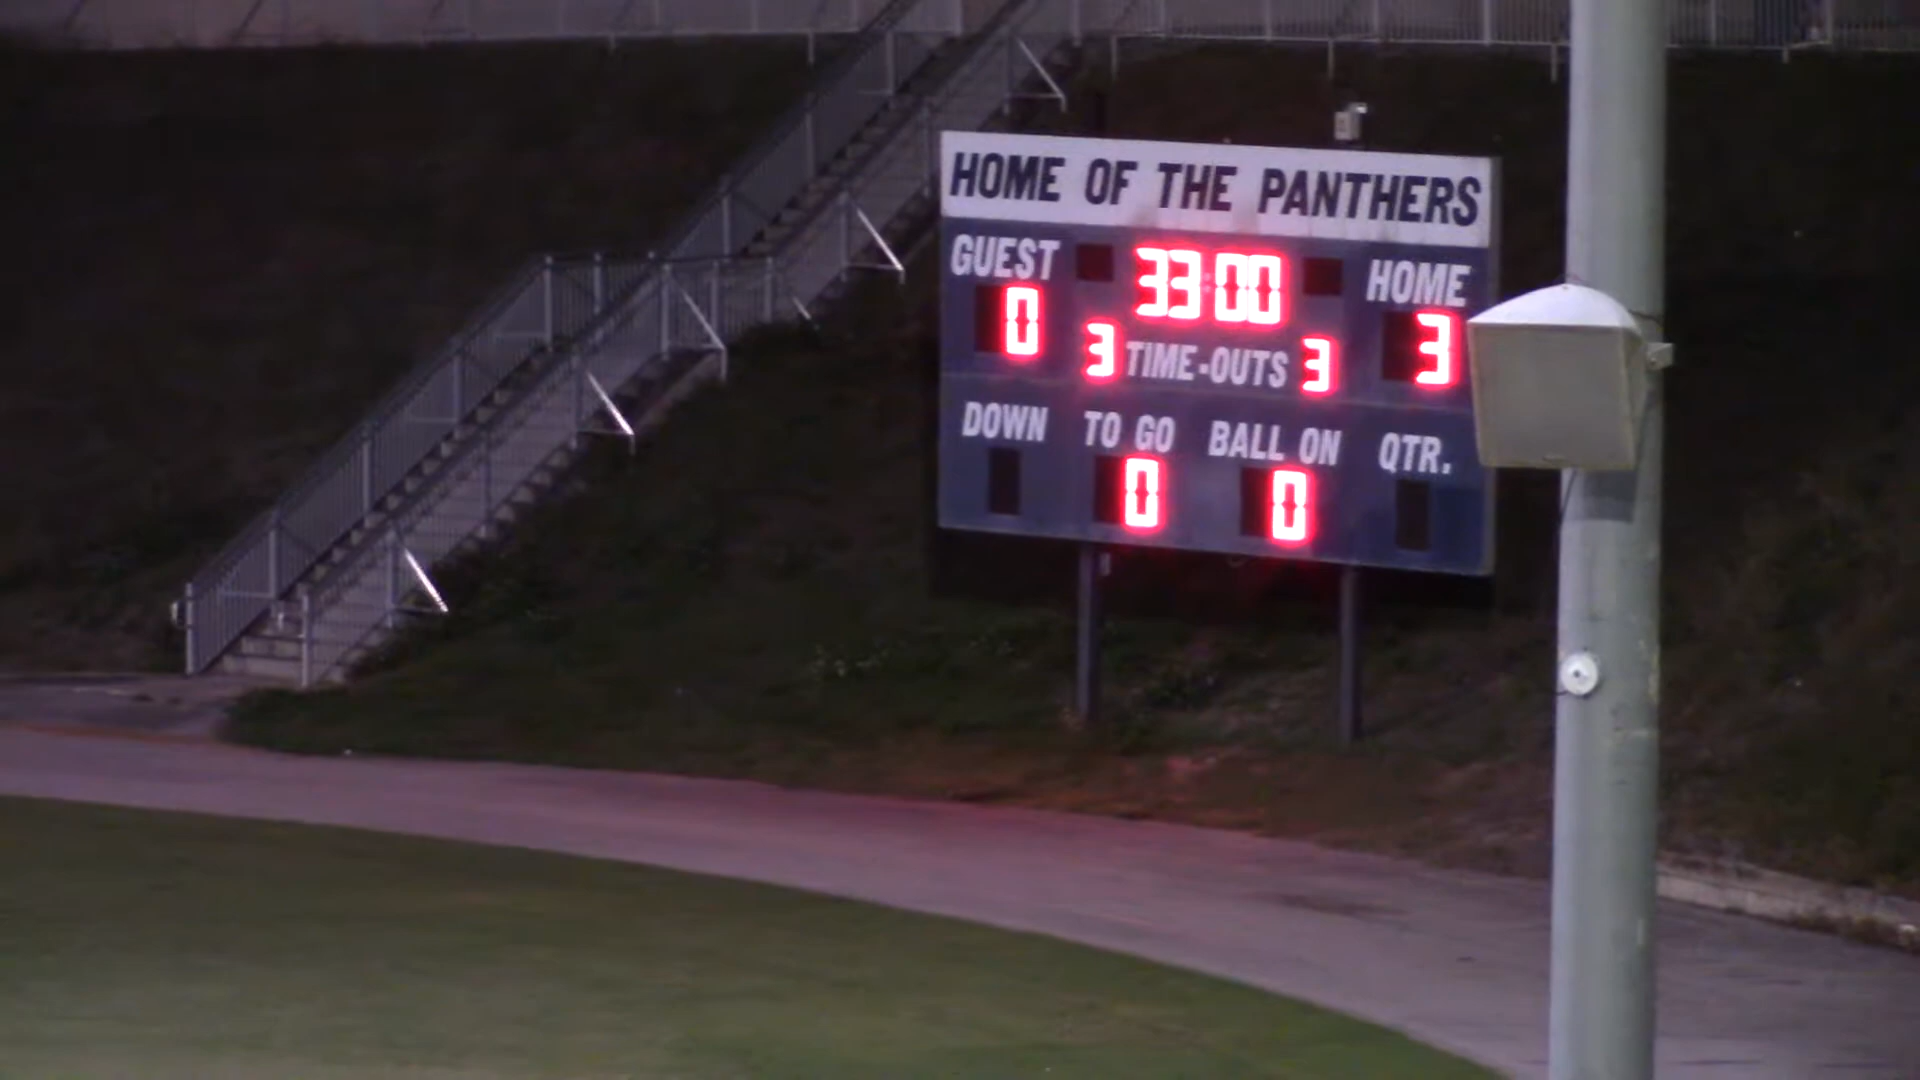 HOME OF THE PANTHERS
GUEST 33:00 HOME
0 3 TIME-OUTS 3 3
DOWN TO GO BALL ON QTR.
0 0